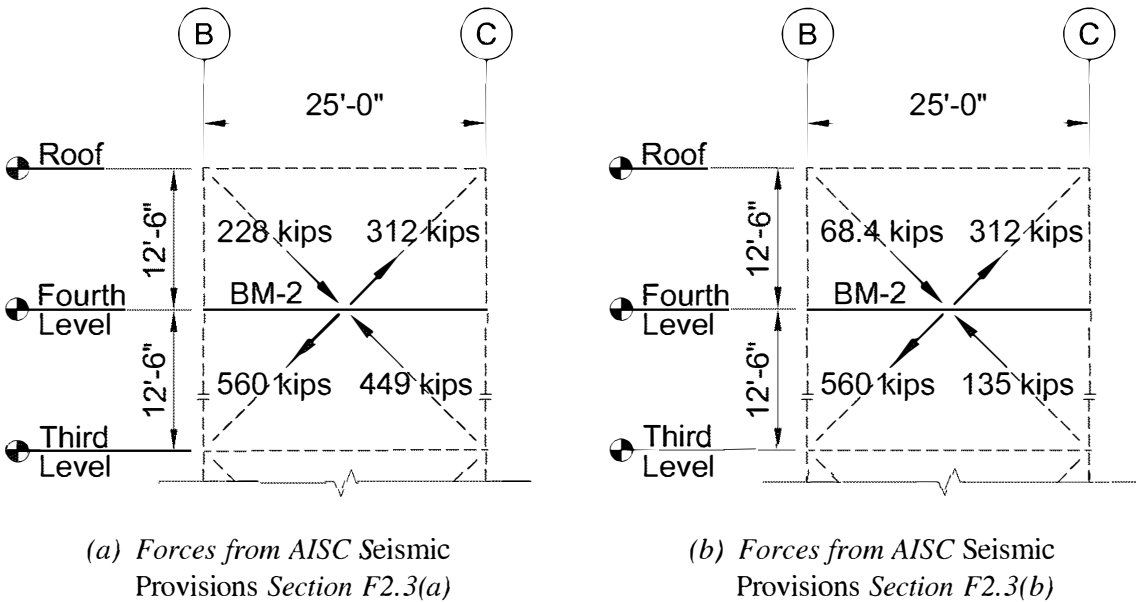 B C
25'-0"
Roof
12'-6"
228 kips 312 kips
BM-2
Fourth
Level
12'-6"
560 kips 449 kips
Third
Level
(a) Forces from AISC Seismic
Provisions Section F2.3(a)
B C
25'-0"
Roof
12'-6"
68.4 kips 312 kips
BM-2
Fourth
Level
12'-6"
560 kips 135 kips
Third
Level
(b) Forces from AISC Seismic
Provisions Section F2.3(b)